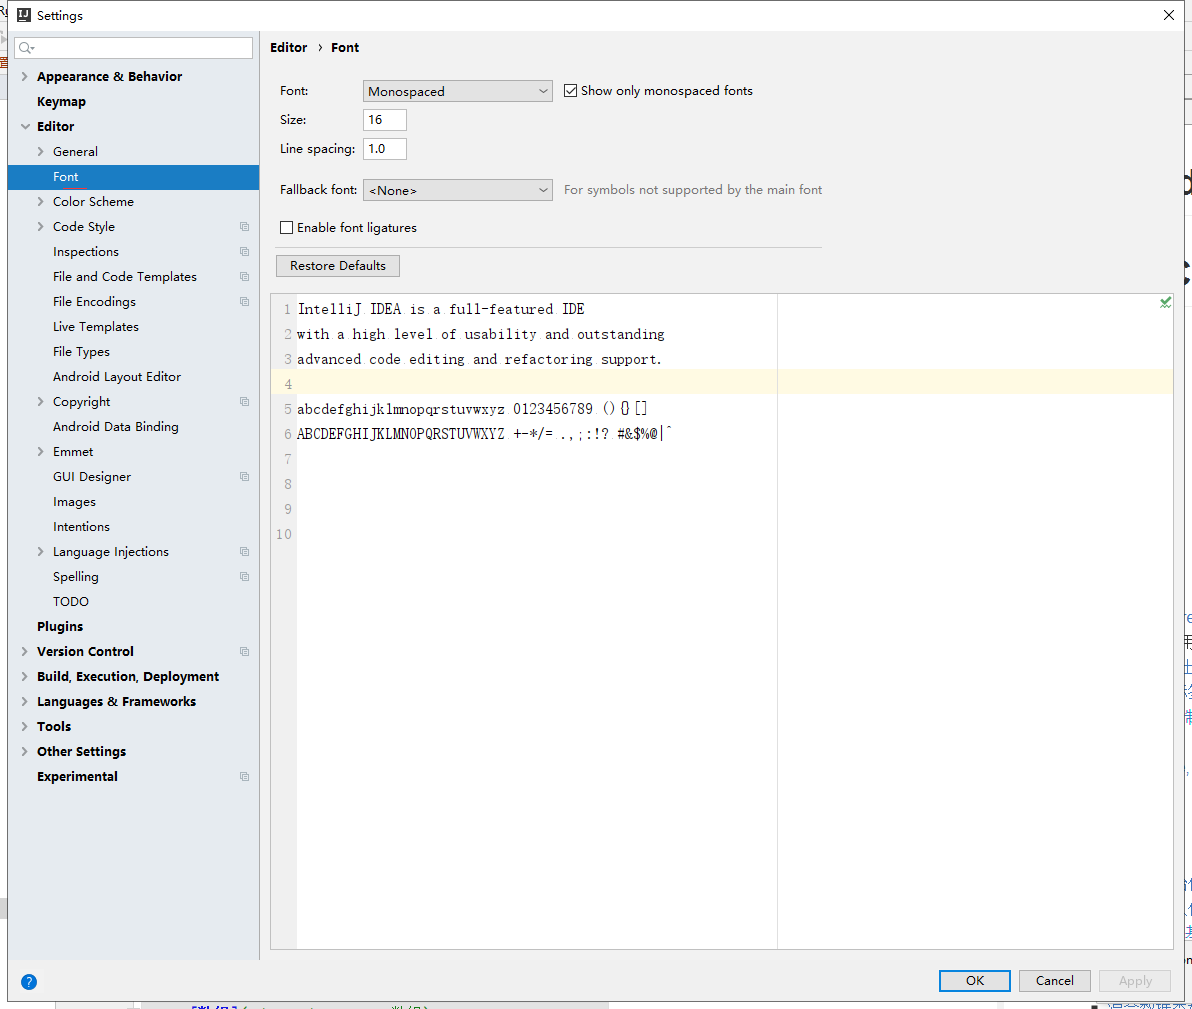 Settings
Editor › Font
Appearance & Behavior
Keymap
Editor
General
Font
Color Scheme
Code Style
Inspections
File and Code Templates
File Encodings
Live Templates
File Types
Android Layout Editor
Copyright
Android Data Binding
Emmet
GUI Designer
Images
Intentions
Language Injections
Spelling
TODO
Plugins
Version Control
Build, Execution, Deployment
Languages & Frameworks
Tools
Other Settings
Experimental
Font: Monospaced Show only monospaced fonts
Size: 16
Line spacing: 1.0
Fallback font: <None> For symbols not supported by the main font
Enable font ligatures
Restore Defaults
1 IntelliJ IDEA is a full-featured IDE
2 with a high level of usability and outstanding
3 advanced code editing and refactoring support.
4
5 abcdefghijklmnopqrstuvwxyz 0123456789 (){}[]
6 ABCDEFGHIJKLMNOPQRSTUVWXYZ +-*/= .,;:!? #&$%@|^
7
8
9
10
? OK Cancel Apply